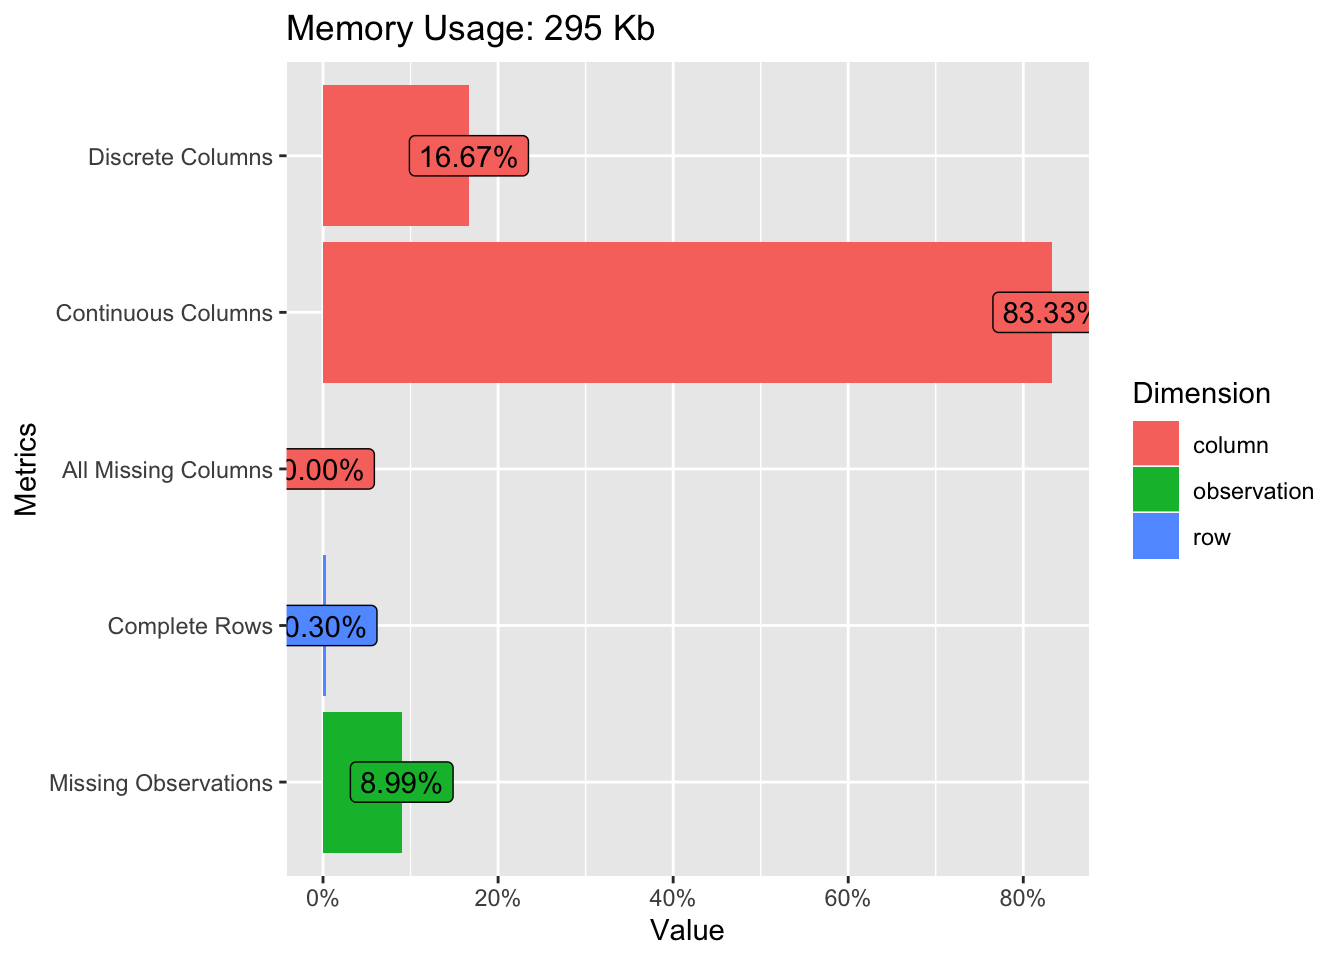 Memory Usage: 295 Kb
Discrete Columns
16.67%
Continuous Columns
83.33%
All Missing Columns
0.00%
Complete Rows
0.30%
Missing Observations
8.99%
Metrics
0%
20%
40%
60%
80%
Value
Dimension
column
observation
row